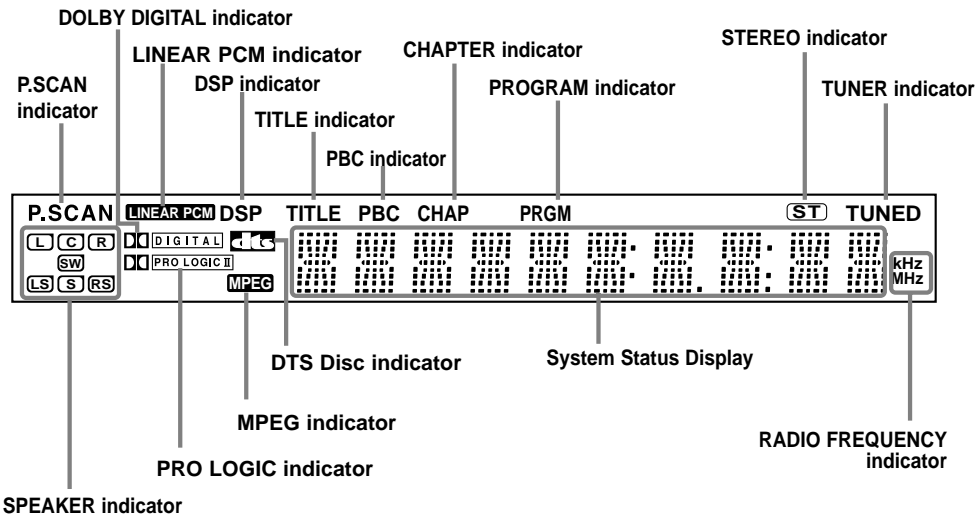 DOLBY DIGITAL indicator
LINEAR PCM indicator
CHAPTER indicator
STEREO indicator
P.SCAN
indicator
DSP indicator
PROGRAM indicator
TUNER indicator
TITLE indicator
PBC indicator
P.SCAN LINEAR PCM DSP TITLE PBC CHAP PRGM ST TUNED
L C R DIGITAL dts
SW PRO LOGIC II
LS S RS MPEG
kHz
MHz
DTS Disc indicator
System Status Display
MPEG indicator
RADIO FREQUENCY
indicator
PRO LOGIC indicator
SPEAKER indicator